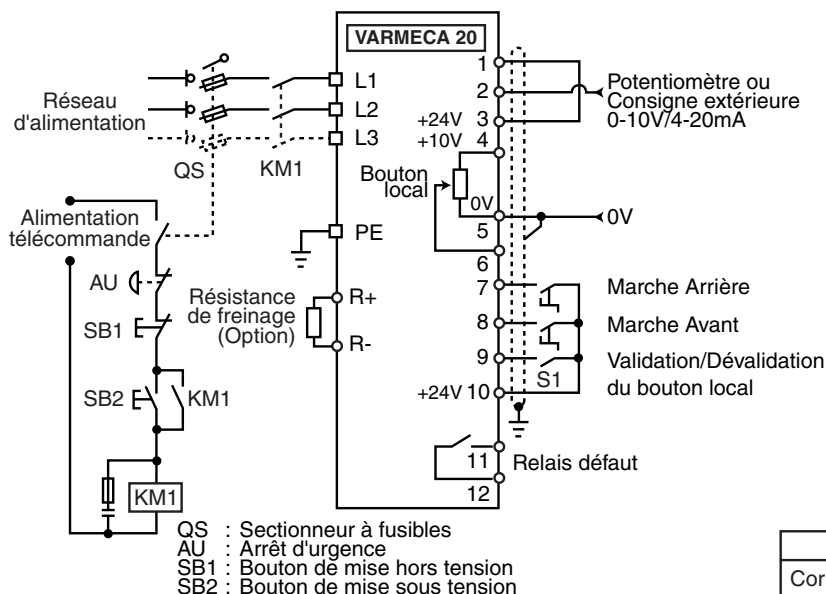 VARMECA 20
L1
L2
L3
Réseau
d'alimentation
QS
KM1
1
2
+24V 3
+10V 4
Potentiomètre ou
Consigne extérieure
0-10V/4-20mA
Bouton
local
0V
5
0V
6
Alimentation
télécommande
PE
AU
SB1
SB2
KM1
KM1
Résistance
de freinage
(Option)
R+
R-
7
Marche Arrière
8
Marche Avant
9
S1
Validation/Dévalidation
du bouton local
+24V 10
11
Relais défaut
12
QS : Sectionneur à fusibles
AU : Arrêt d'urgence
SB1 : Bouton de mise hors tension
SB2 : Bouton de mise sous tension